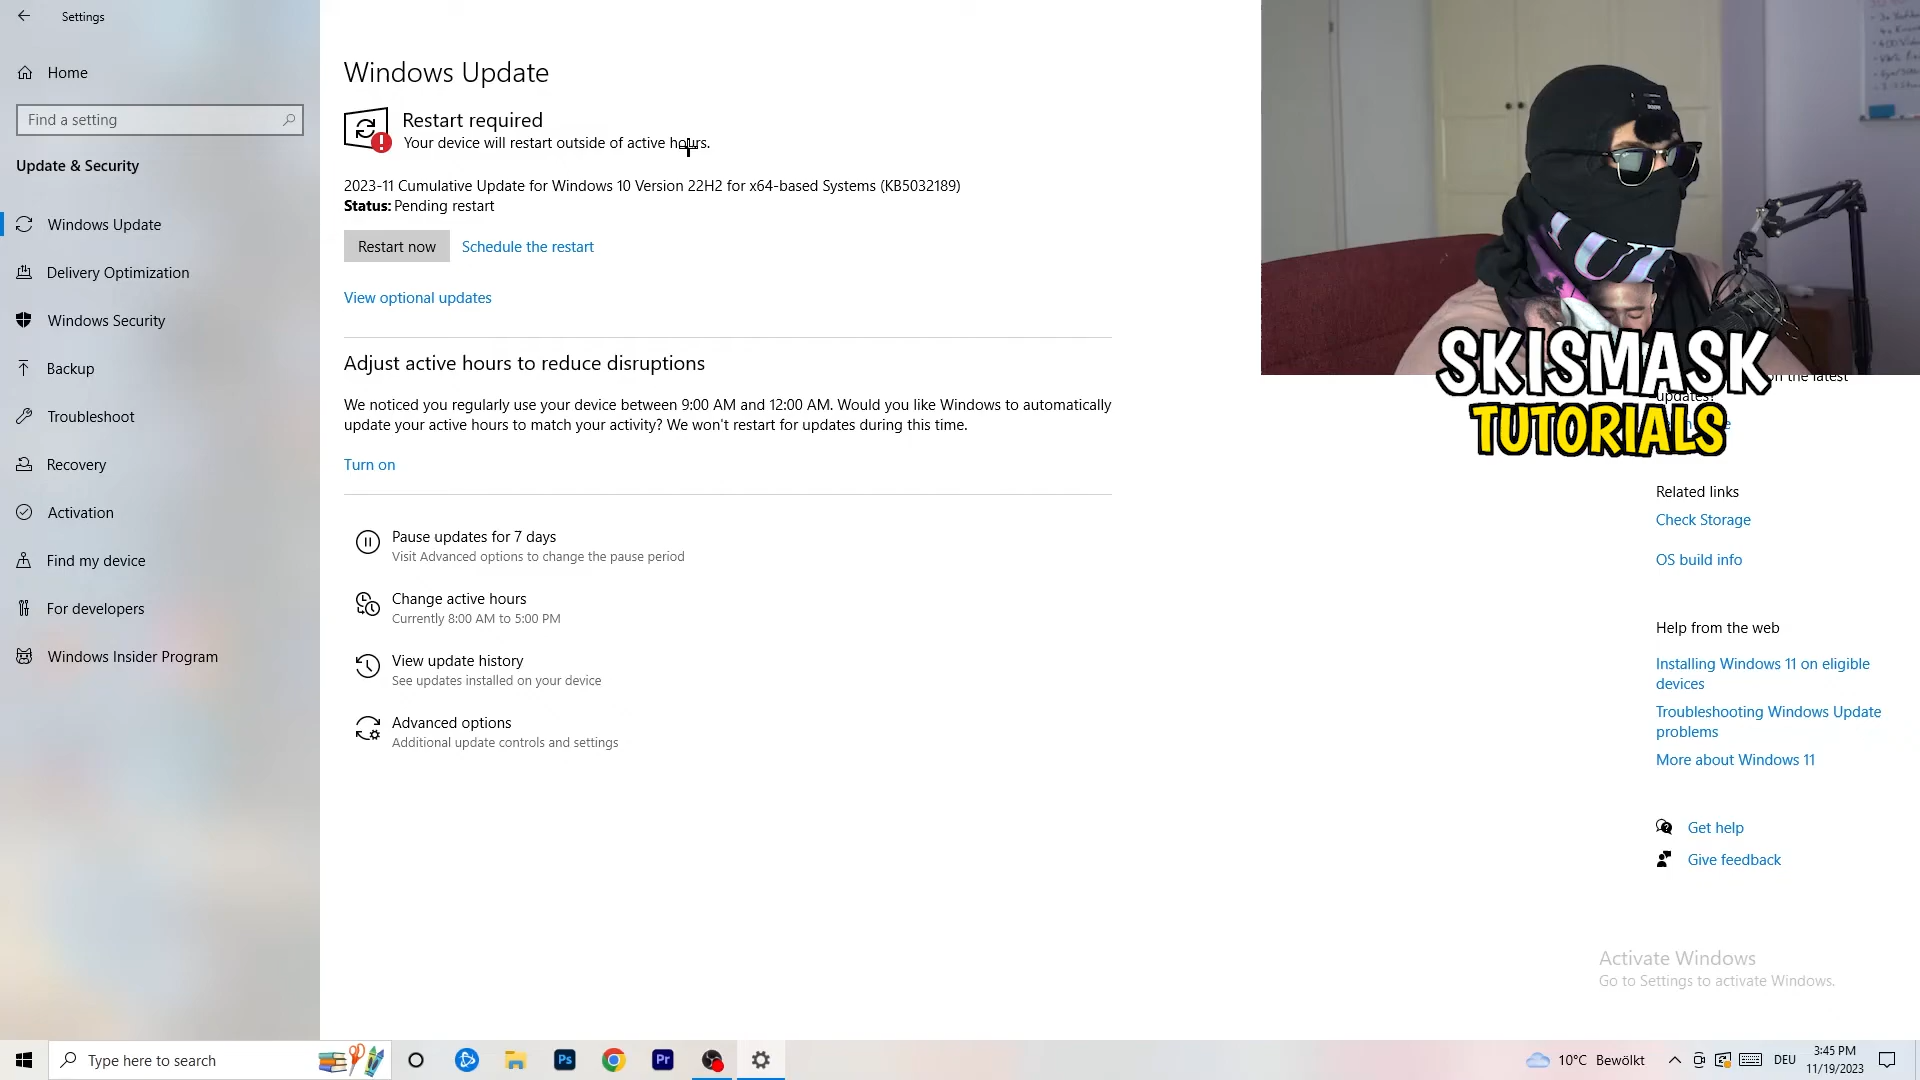 Settings
Home
Find a setting
Update & Security
Windows Update
Delivery Optimization
Windows Security
Backup
Troubleshoot
Recovery
Activation
Find my device
For developers
Windows Insider Program
Windows Update
Restart required
Your device will restart outside of active hours.
2023-11 Cumulative Update for Windows 10 Version 22H2 for x64-based Systems (KB5032189)
Status: Pending restart
Restart now
Schedule the restart
View optional updates
Adjust active hours to reduce disruptions
We noticed you regularly use your device between 9:00 AM and 12:00 AM. Would you like Windows to automatically
update your active hours to match your activity? We won't restart for updates during this time.
Turn on
Pause updates for 7 days
Visit Advanced options to change the pause period
Change active hours
Currently 8:00 AM to 5:00 PM
View update history
See updates installed on your device
Advanced options
Additional update controls and settings
SKISMASK
TUTORIALS
on the latest
updates?
Related links
Check Storage
OS build info
Help from the web
Installing Windows 11 on eligible
devices
Troubleshooting Windows Update
problems
More about Windows 11
Get help
Give feedback
Activate Windows
Go to Settings to activate Windows.
Type here to search
Ps
Pr
10°C Bewölkt
DEU
3:45 PM
11/19/2023